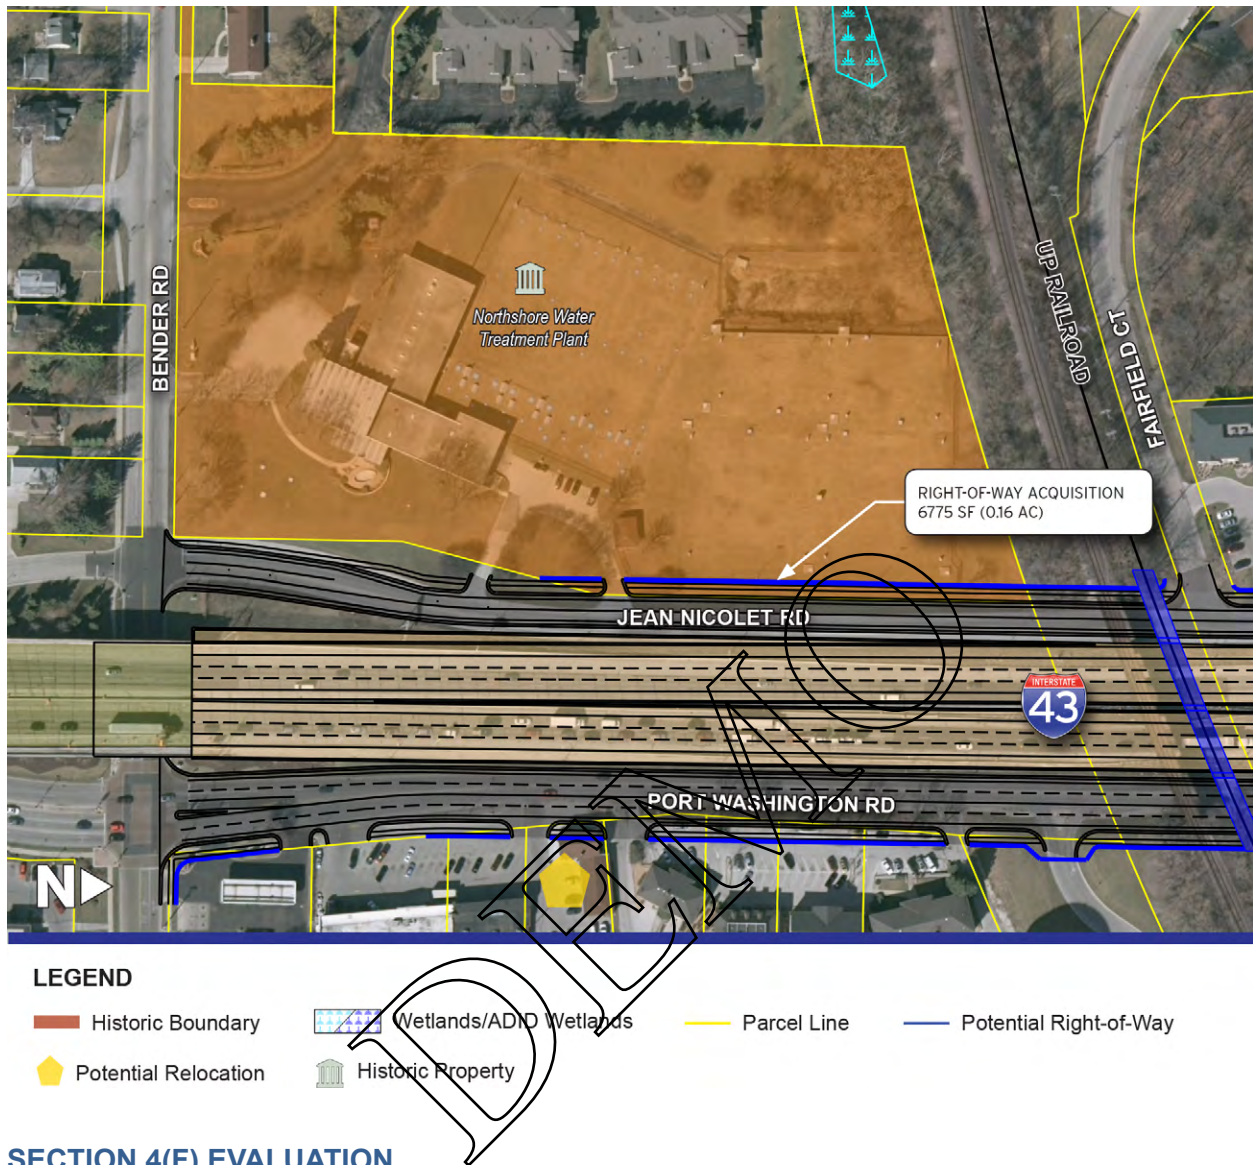 BENDER RD
Northshore Water
Treatment Plant
UP RAILROAD
FAIRFIELD CT
RIGHT-OF-WAY ACQUISITION
6775 SF (0.16 AC)
JEAN NICOLET RD
INTERSTATE
43
PORT WASHINGTON RD
N
LEGEND
Historic Boundary
Wetlands/ADID Wetlands
Parcel Line
Potential Right-of-Way
Potential Relocation
Historic Property
DEMO
SECTION 4(F) EVALUATION